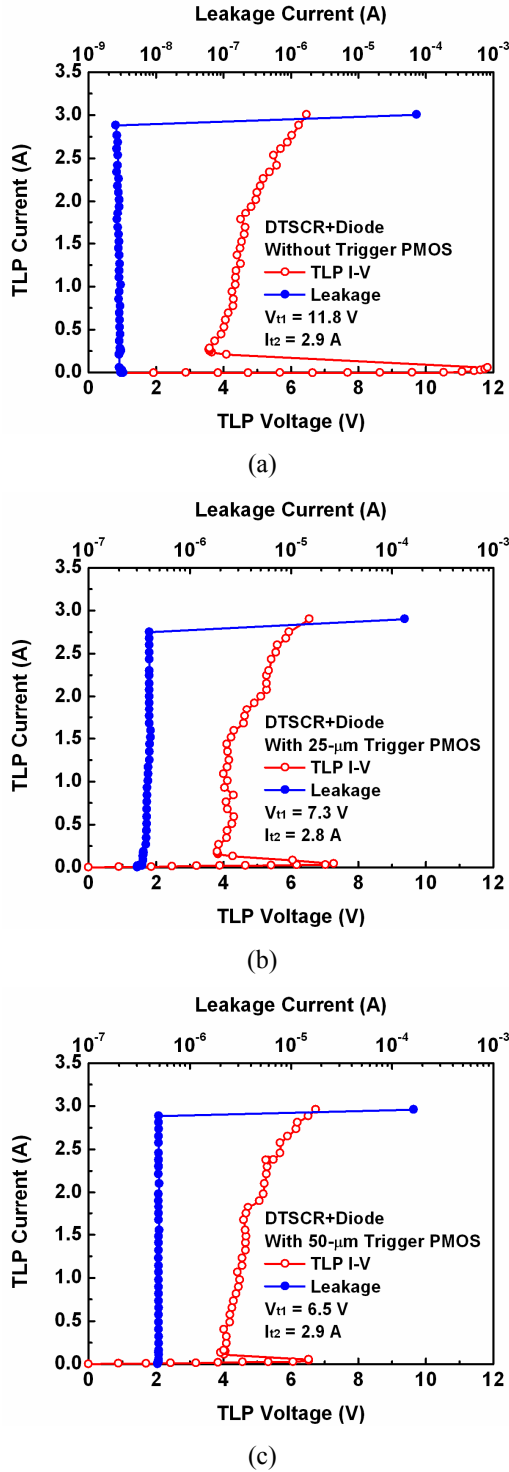 Leakage Current (A)
10-9 10-8 10-7 10-6 10-5 10-4 10-3
3.5
3.0
2.5
2.0
1.5
1.0
0.5
0.0
TLP Current (A)
DTSCR+Diode
Without Trigger PMOS
TLP I-V
Leakage
Vt1 = 11.8 V
It2 = 2.9 A
0 2 4 6 8 10 12
TLP Voltage (V)
(a)
Leakage Current (A)
10-7 10-6 10-5 10-4 10-3
3.5
3.0
2.5
2.0
1.5
1.0
0.5
0.0
TLP Current (A)
DTSCR+Diode
With 25-μm Trigger PMOS
TLP I-V
Leakage
Vt1 = 7.3 V
It2 = 2.8 A
0 2 4 6 8 10 12
TLP Voltage (V)
(b)
Leakage Current (A)
10-7 10-6 10-5 10-4 10-3
3.5
3.0
2.5
2.0
1.5
1.0
0.5
0.0
TLP Current (A)
DTSCR+Diode
With 50-μm Trigger PMOS
TLP I-V
Leakage
Vt1 = 6.5 V
It2 = 2.9 A
0 2 4 6 8 10 12
TLP Voltage (V)
(c)